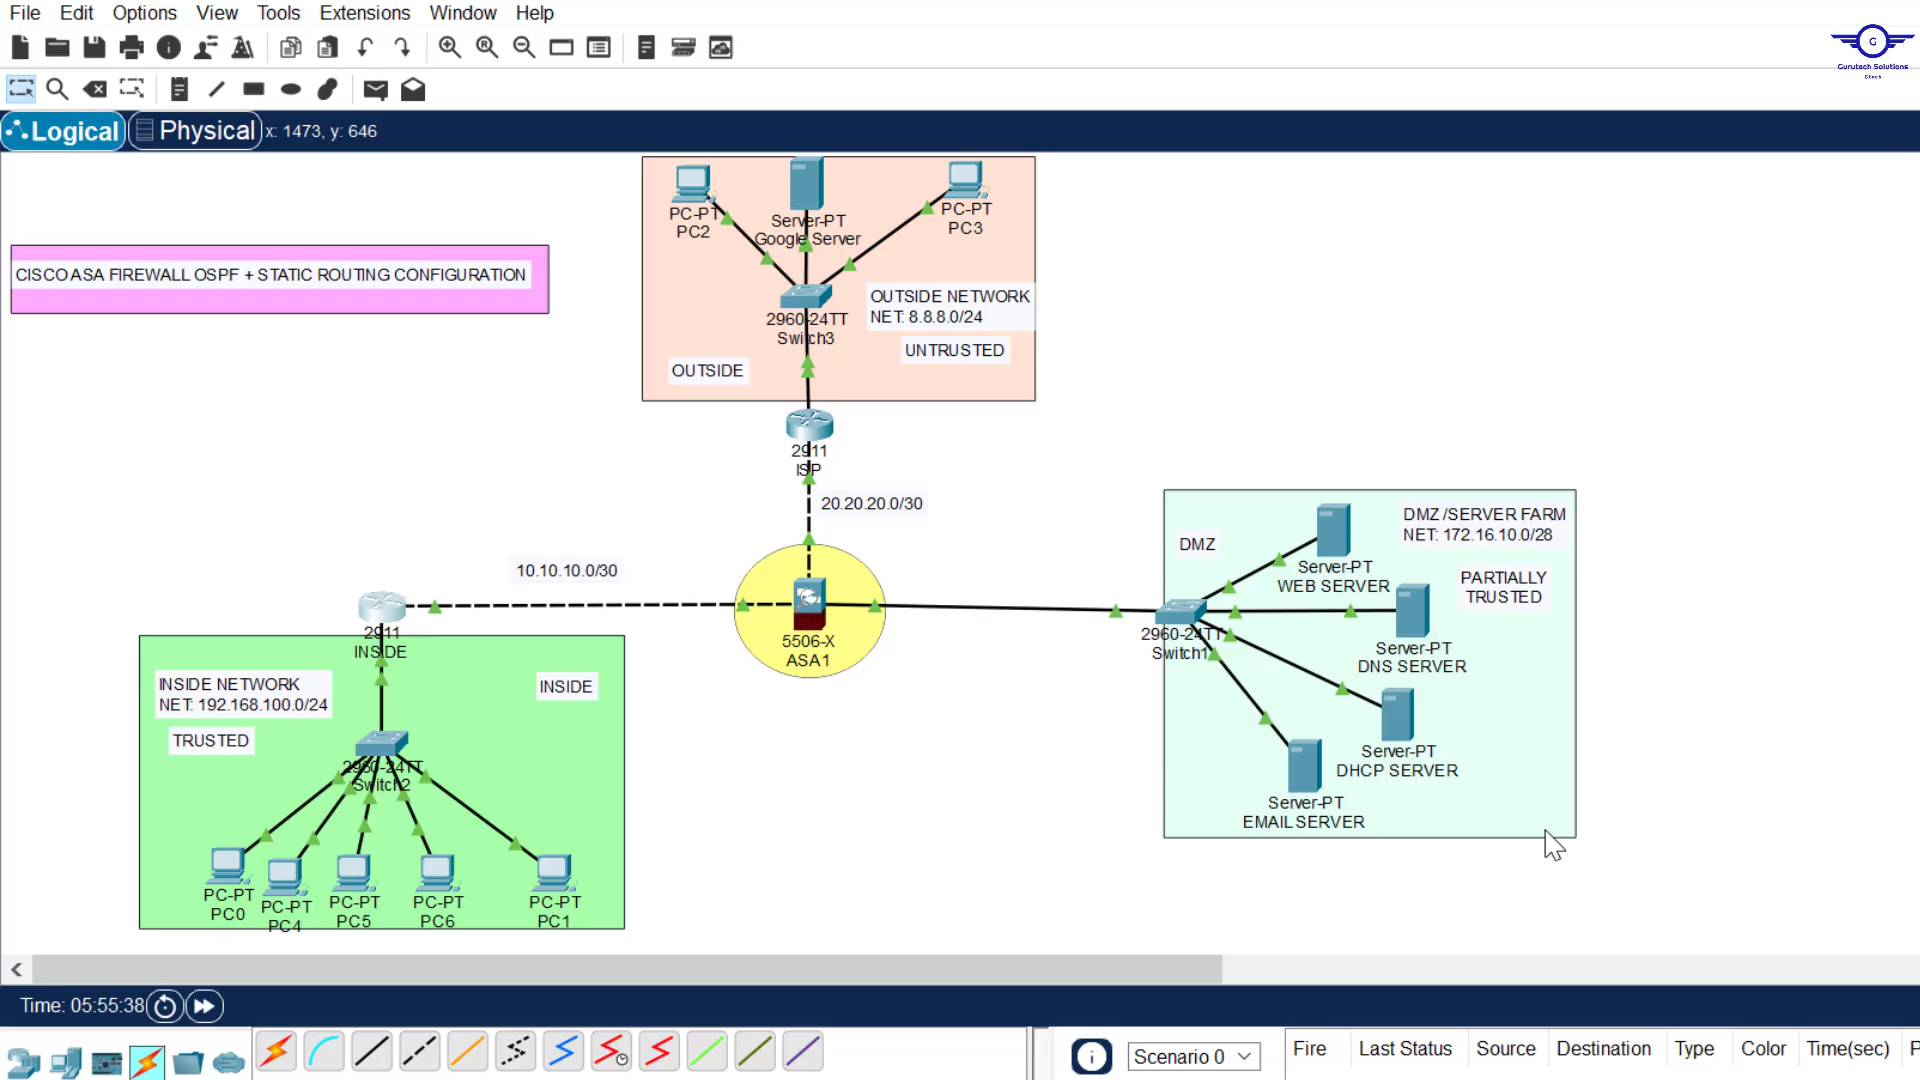 File Edit Options View Tools Extensions Window Help
G
Gurutech Solutions
Gtech
Logical Physical x: 1473, y: 646
PC-PT
PC2
Server-PT
Google Server
PC-PT
PC3
CISCO ASA FIREWALL OSPF + STATIC ROUTING CONFIGURATION
2960-24TT
Switch3
OUTSIDE NETWORK
NET: 8.8.8.0/24
UNTRUSTED
OUTSIDE
2911
ISP
20.20.20.0/30
10.10.10.0/30
DMZ
DMZ /SERVER FARM
NET: 172.16.10.0/28
Server-PT
WEB SERVER
PARTIALLY
TRUSTED
2911
INSIDE
5506-X
ASA1
2960-24TT
Switch1
Server-PT
DNS SERVER
INSIDE NETWORK
NET: 192.168.100.0/24
INSIDE
TRUSTED
2960-24TT
Switch2
Server-PT
DHCP SERVER
Server-PT
EMAIL SERVER
PC-PT
PC0
PC-PT
PC4
PC-PT
PC5
PC-PT
PC6
PC-PT
PC1
Time: 05:55:38
Scenario 0
Fire Last Status Source Destination Type Color Time(sec) P